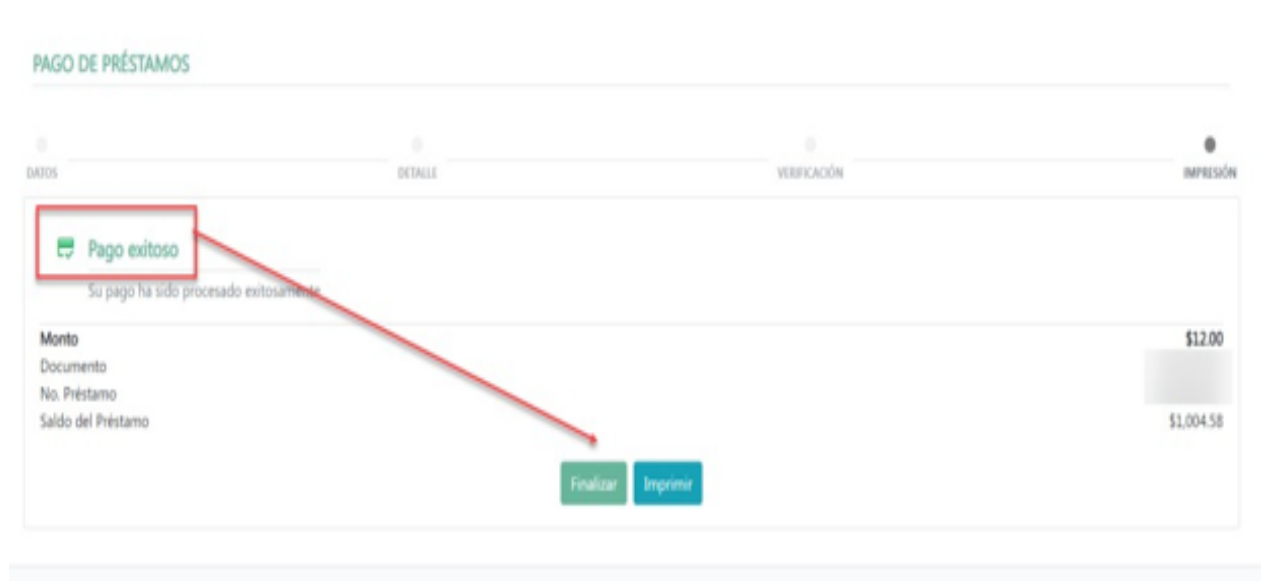 PAGO DE PRÉSTAMOS
DATOS DETALLE VERIFICACIÓN IMPRESIÓN
Pago exitoso
Su pago ha sido procesado exitosamente
Monto $12.00
Documento
No. Préstamo
Saldo del Préstamo $1,004.58
Finalizar Imprimir